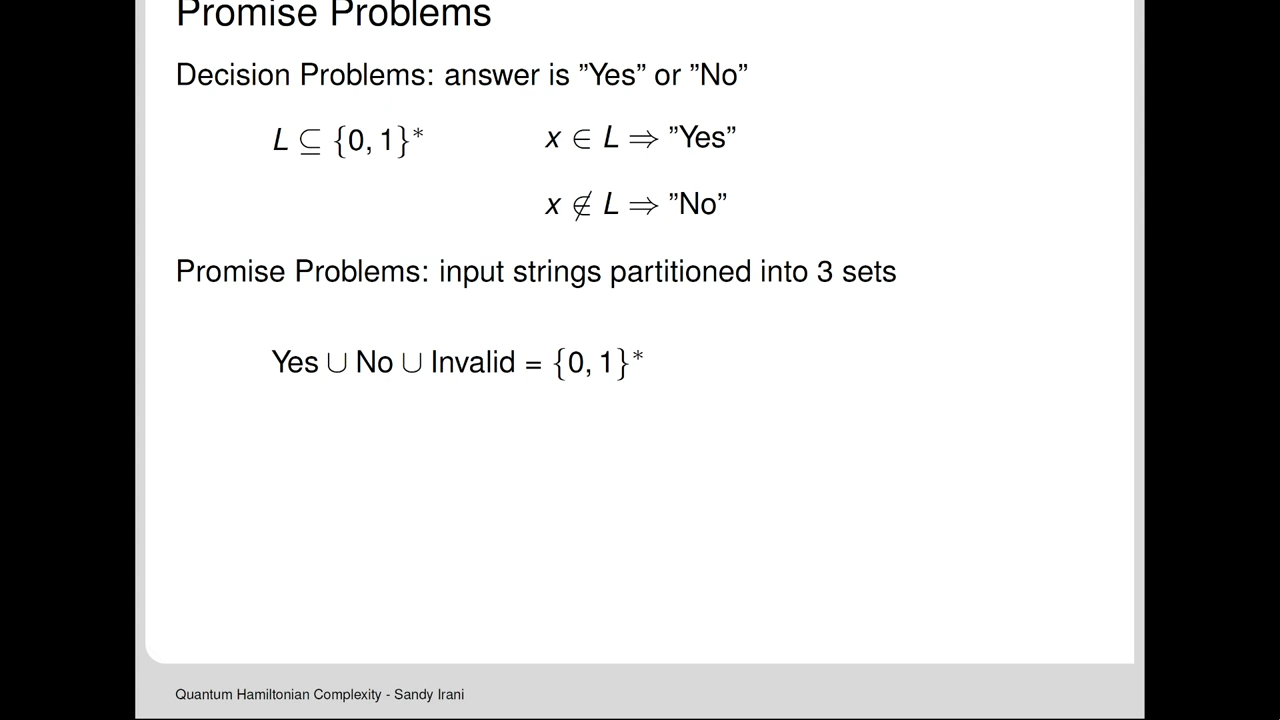 Promise Problems
Decision Problems: answer is ”Yes” or ”No”
L ⊆ {0, 1}* x ∈ L ⇒ ”Yes”
x ∉ L ⇒ ”No”
Promise Problems: input strings partitioned into 3 sets
Yes ∪ No ∪ Invalid = {0, 1}*
Quantum Hamiltonian Complexity - Sandy Irani